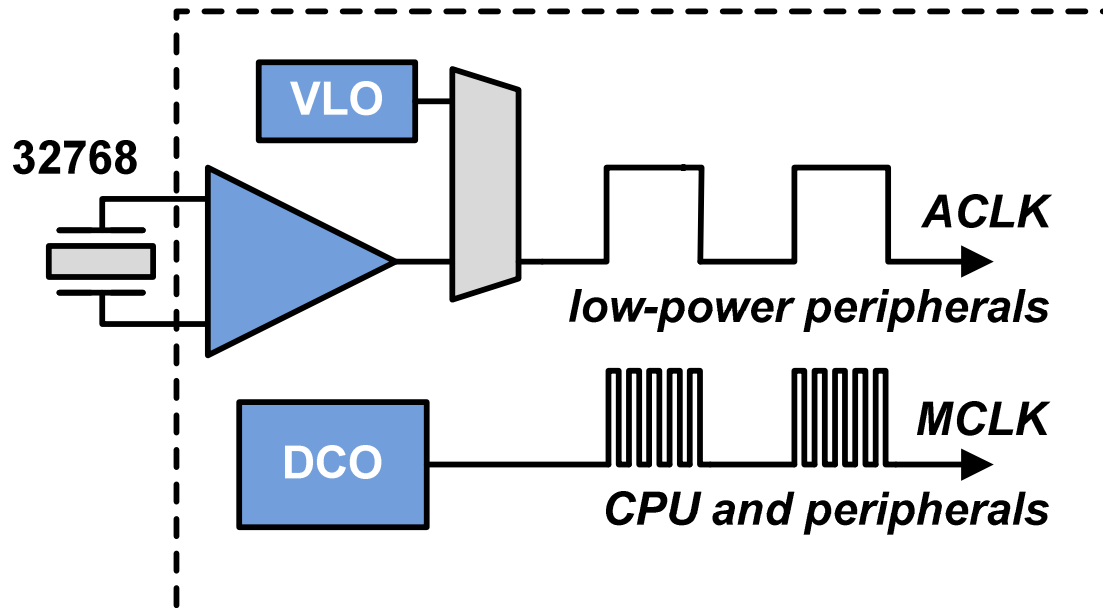 VLO
32768
ACLK
low-power peripherals
DCO
MCLK
CPU and peripherals